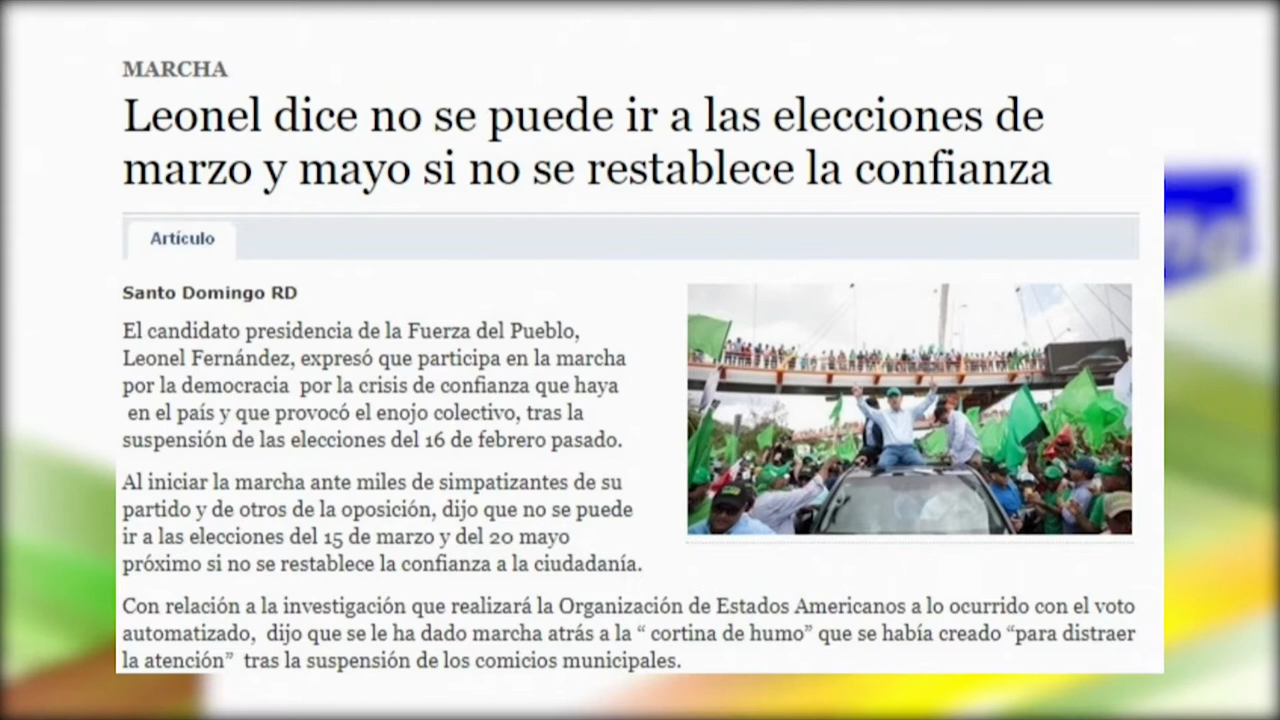 MARCHA
Leonel dice no se puede ir a las elecciones de
marzo y mayo si no se restablece la confianza
Artículo
Santo Domingo RD
El candidato presidencia de la Fuerza del Pueblo,
Leonel Fernández, expresó que participa en la marcha
por la democracia  por la crisis de confianza que haya
en el país y que provocó el enojo colectivo, tras la
suspensión de las elecciones del 16 de febrero pasado.
Al iniciar la marcha ante miles de simpatizantes de su
partido y de otros de la oposición, dijo que no se puede
ir a las elecciones del 15 de marzo y del 20 mayo
próximo si no se restablece la confianza a la ciudadanía.
Con relación a la investigación que realizará la Organización de Estados Americanos a lo ocurrido con el voto
automatizado,  dijo que se le ha dado marcha atrás a la “ cortina de humo” que se había creado “para distraer
la atención”  tras la suspensión de los comicios municipales.